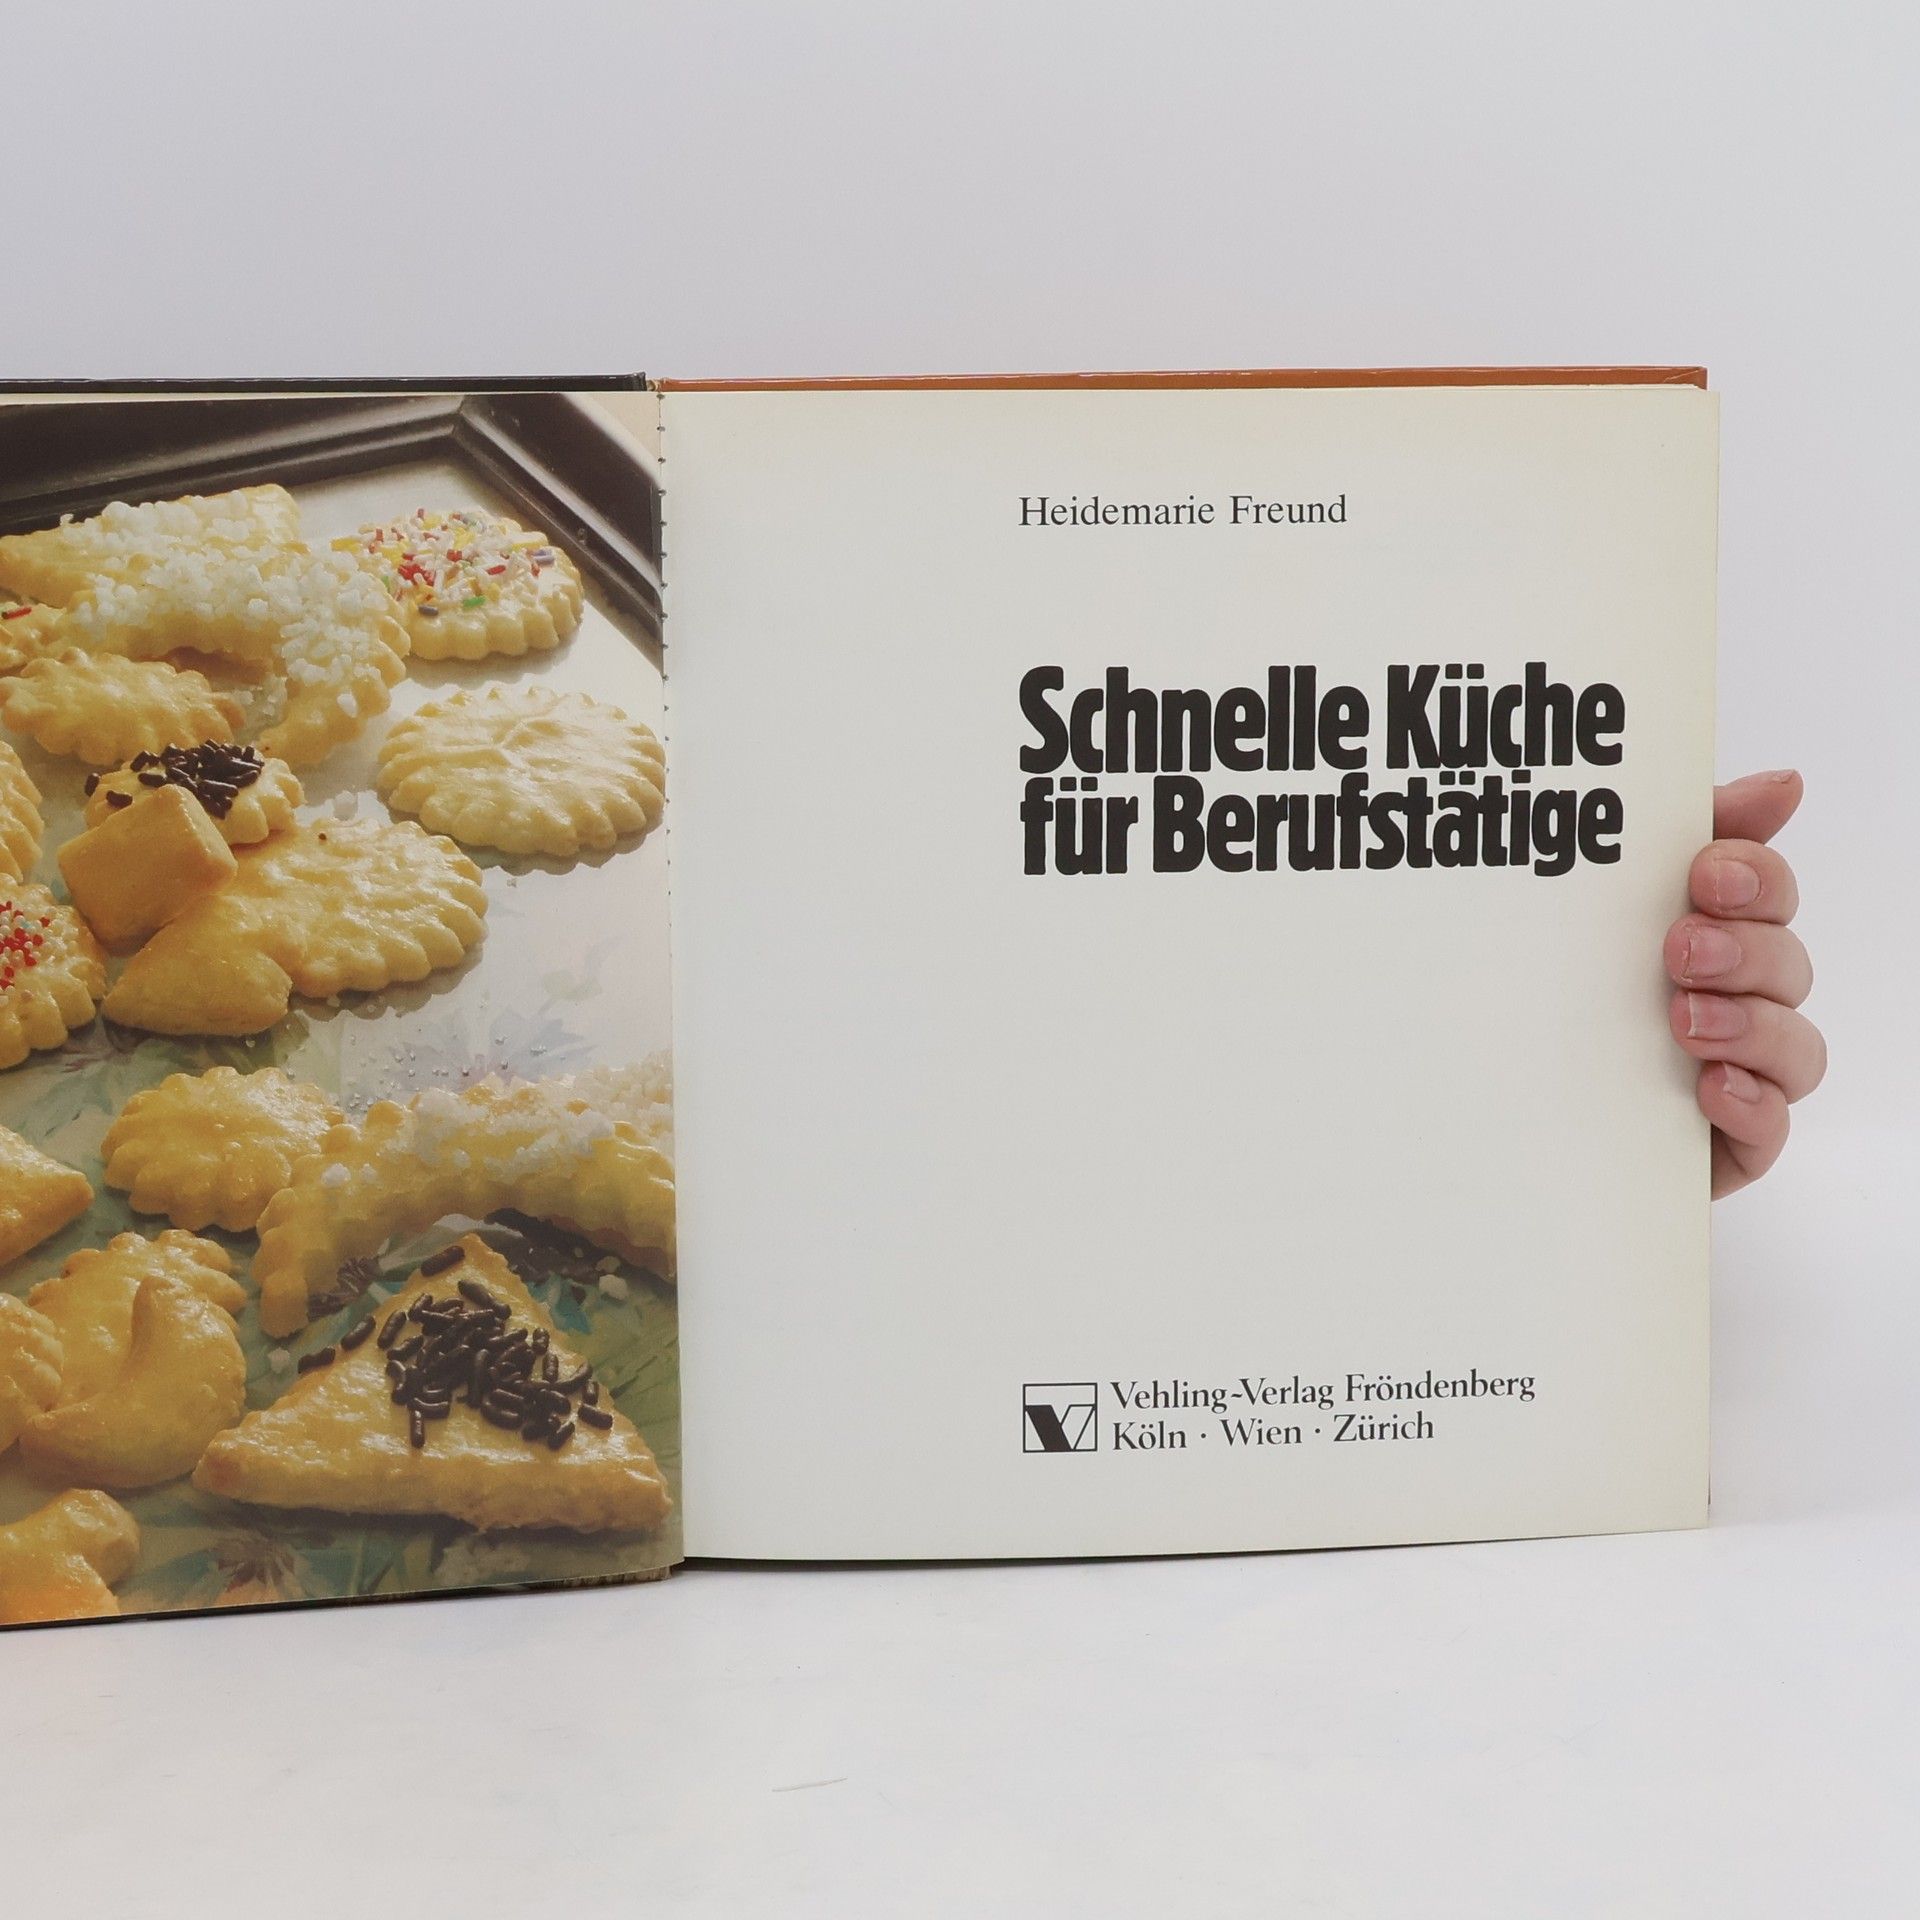 Heidemarie Freund
Schnelle Küche
für Berufstätige
Vehling-Verlag Fröndenberg
Köln · Wien · Zürich